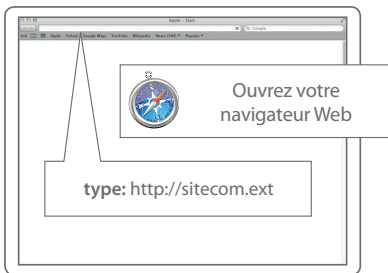 Apple - Start
Google
Apple Yahoo! Google Maps YouTube Wikipedia News (348) Popular
Ouvrez votre
navigateur Web
type: http://sitecom.ext